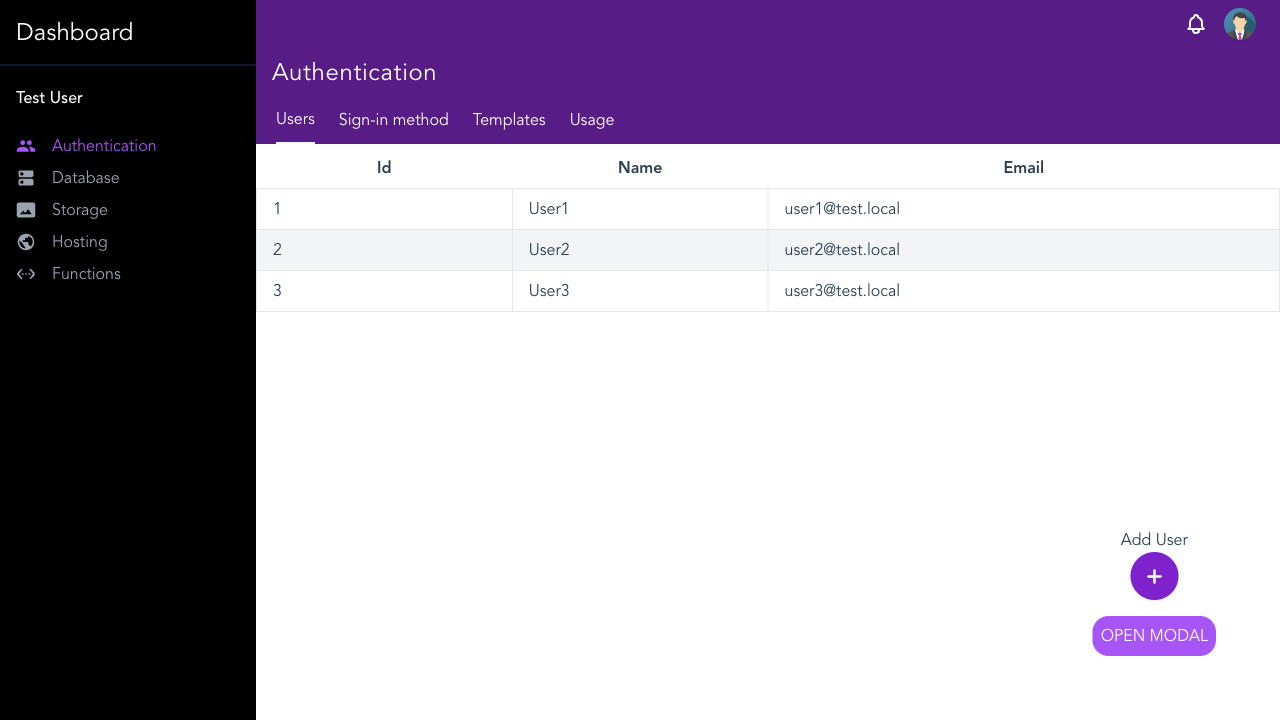 Dashboard
Test User
Authentication
Database
Storage
Hosting
Functions
Authentication
Users Sign-in method Templates Usage
Id Name Email
1 User1 user1@test.local
2 User2 user2@test.local
3 User3 user3@test.local
Add User
OPEN MODAL